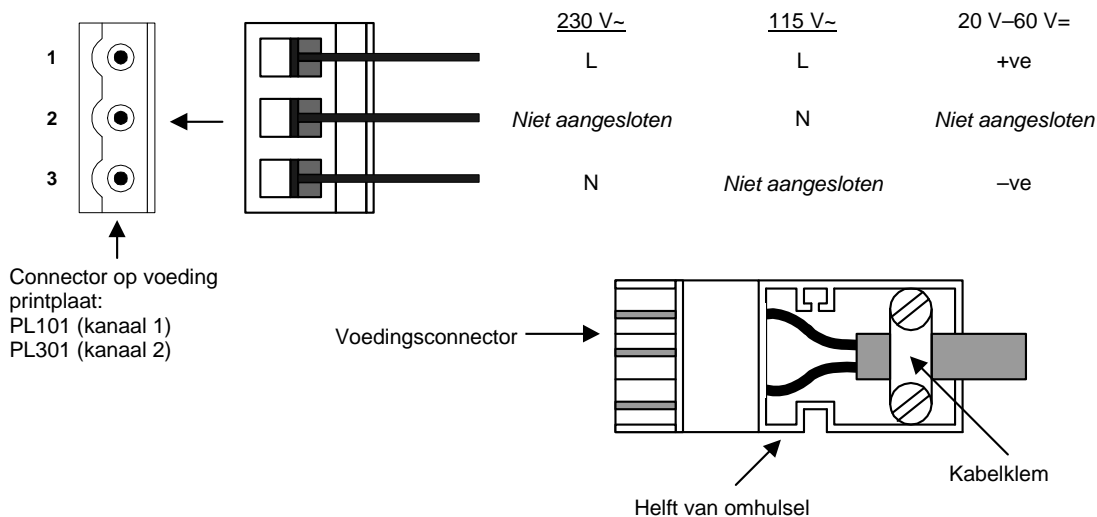 230 V~ 115 V~ 20 V–60 V=
1 L L +ve
2 Niet aangesloten N Niet aangesloten
3 N Niet aangesloten –ve
Connector op voeding
printplaat:
PL101 (kanaal 1)
PL301 (kanaal 2)
Voedingsconnector
Kabelklem
Helft van omhulsel